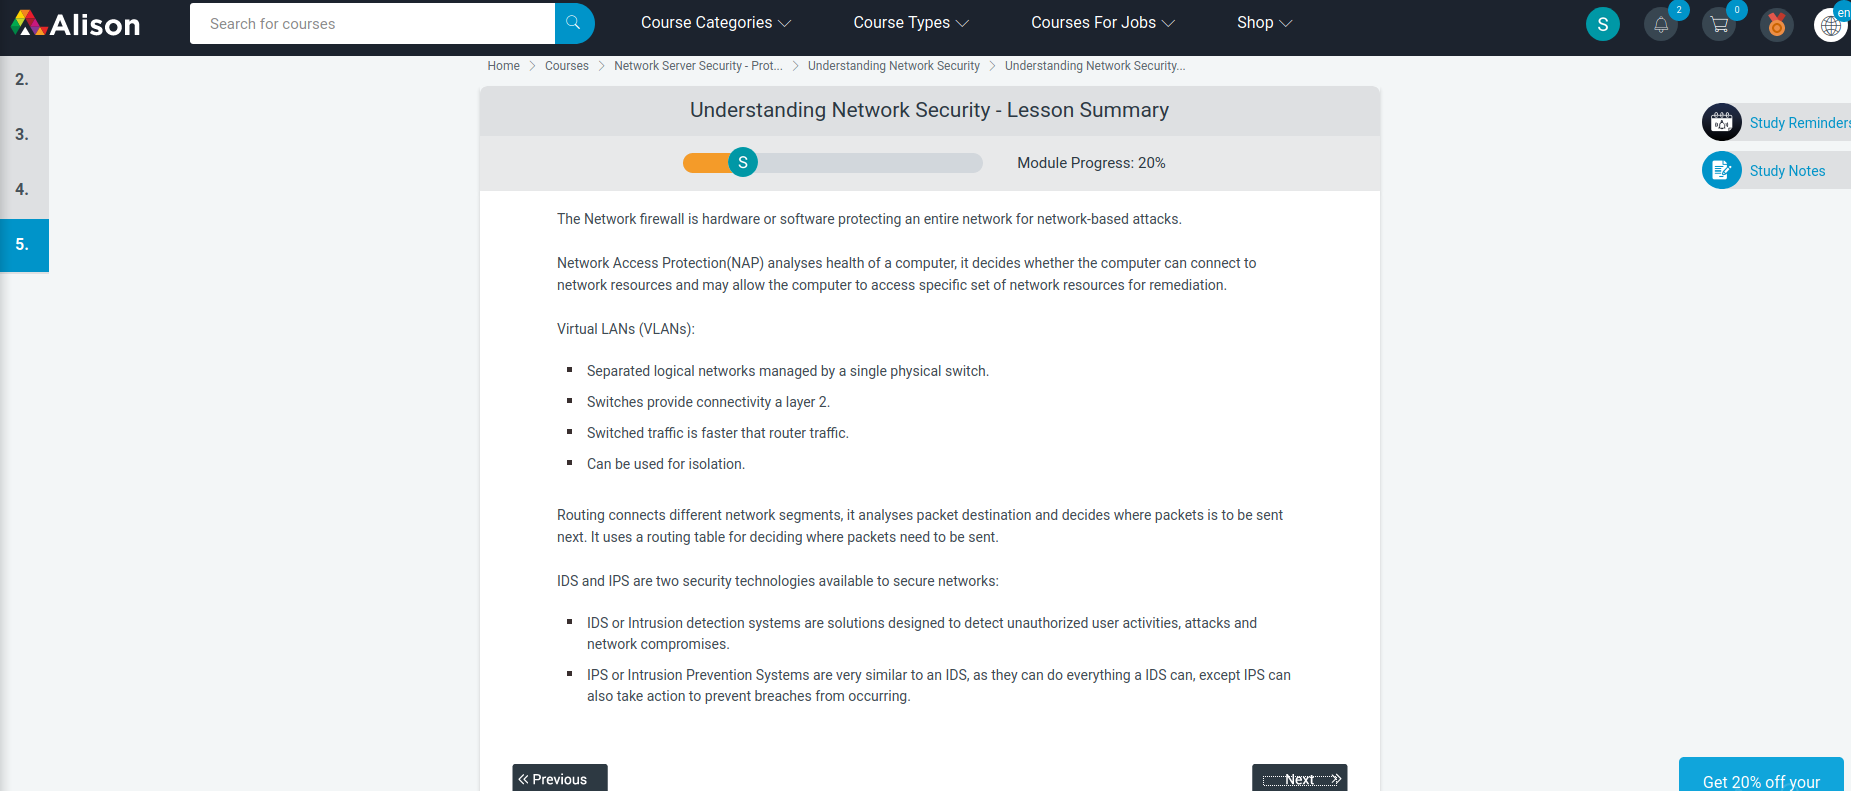 Alison
Search for courses
Course Categories
Course Types
Courses For Jobs
Shop
S
2
0
en
2.
3.
4.
5.
Home
Courses
Network Server Security - Prot...
Understanding Network Security
Understanding Network Security...
Understanding Network Security - Lesson Summary
S
Module Progress: 20%
Study Reminders
Study Notes
The Network firewall is hardware or software protecting an entire network for network-based attacks.
Network Access Protection(NAP) analyses health of a computer, it decides whether the computer can connect to
network resources and may allow the computer to access specific set of network resources for remediation.
Virtual LANs (VLANs):
Separated logical networks managed by a single physical switch.
Switches provide connectivity a layer 2.
Switched traffic is faster that router traffic.
Can be used for isolation.
Routing connects different network segments, it analyses packet destination and decides where packets is to be sent
next. It uses a routing table for deciding where packets need to be sent.
IDS and IPS are two security technologies available to secure networks:
IDS or Intrusion detection systems are solutions designed to detect unauthorized user activities, attacks and
network compromises.
IPS or Intrusion Prevention Systems are very similar to an IDS, as they can do everything a IDS can, except IPS can
also take action to prevent breaches from occurring.
Previous
Next
Get 20% off your